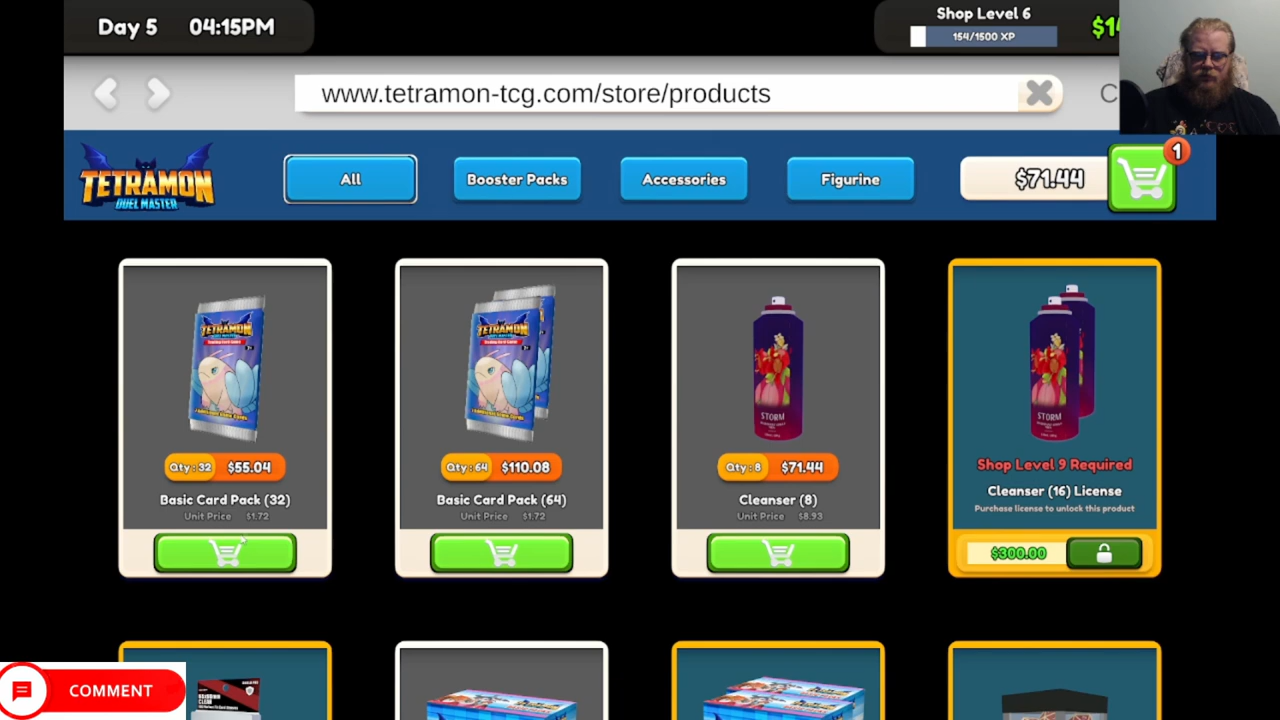 Day 5 04:15PM
Shop Level 6
154/1500 XP
www.tetramon-tcg.com/store/products
TETRAMON
DUEL MASTER
All
Booster Packs
Accessories
Figurine
$71.44
1
TETRAMON
TETRAMON
STORM
STORM
Qty : 32 $55.04
Basic Card Pack (32)
Unit Price $1.72
Qty : 64 $110.08
Basic Card Pack (64)
Unit Price $1.72
Qty : 8 $71.44
Cleanser (8)
Unit Price $8.93
Shop Level 9 Required
Cleanser (16) License
Purchase license to unlock this product
$300.00
COMMENT